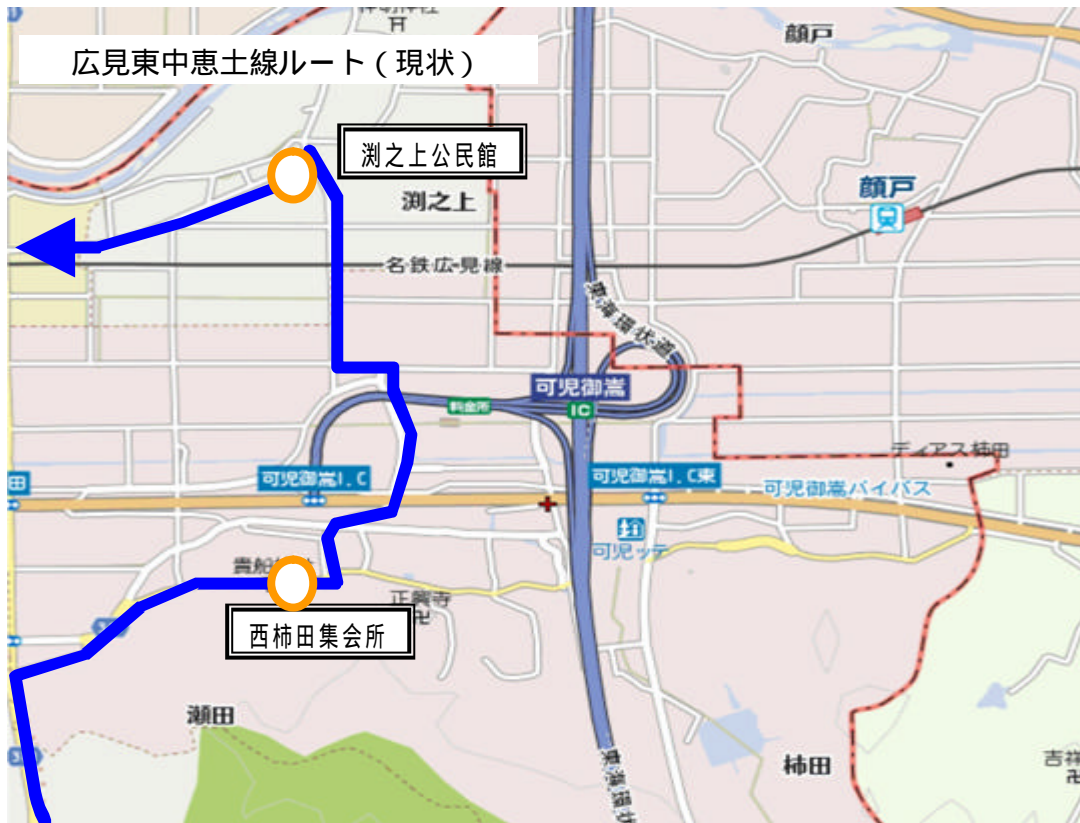 広見東中恵土線ルート(現状)
顔戸
渕之上公民館
渕之上
顔戸
名鉄広見線
東海環状道
可児御嵩
IC
料金所
ディアス柿田
田
可児御嵩I.C
可児御嵩I.C東
可児御嵩バイパス
可児ッテ
貴船
正興寺
西柿田集会所
瀬田
東海環状
柿田
吉祥